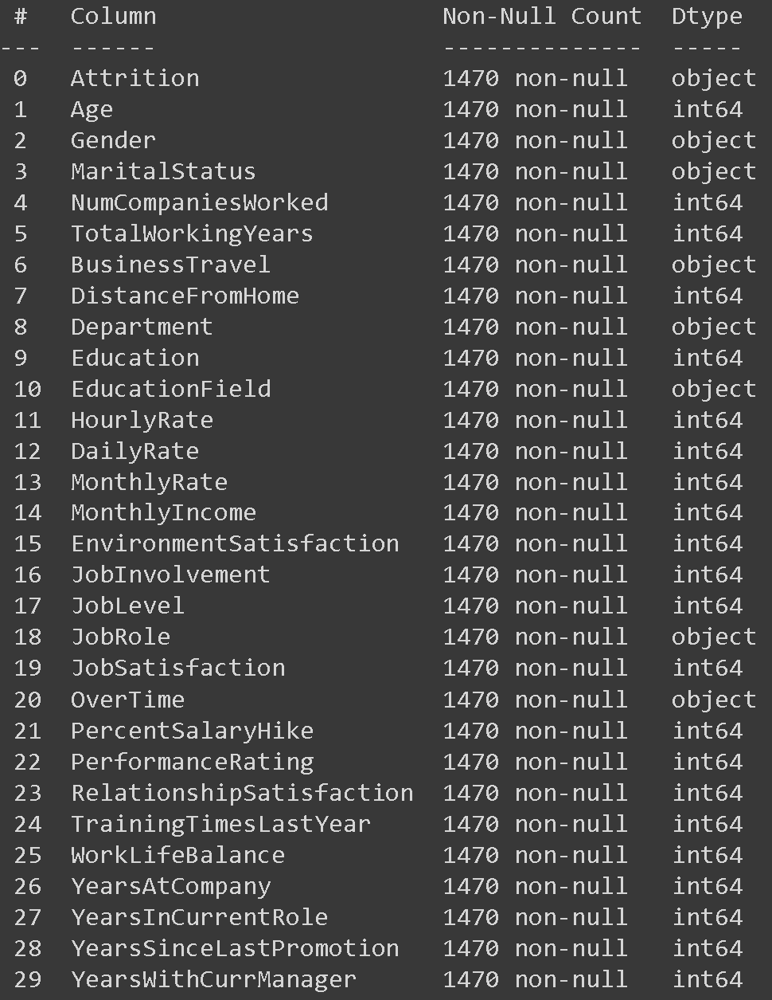 #   Column                    Non-Null Count  Dtype
---  ------                    --------------  -----
0   Attrition                 1470 non-null   object
1   Age                       1470 non-null   int64
2   Gender                    1470 non-null   object
3   MaritalStatus             1470 non-null   object
4   NumCompaniesWorked        1470 non-null   int64
5   TotalWorkingYears         1470 non-null   int64
6   BusinessTravel            1470 non-null   object
7   DistanceFromHome          1470 non-null   int64
8   Department                1470 non-null   object
9   Education                 1470 non-null   int64
10  EducationField            1470 non-null   object
11  HourlyRate                1470 non-null   int64
12  DailyRate                 1470 non-null   int64
13  MonthlyRate               1470 non-null   int64
14  MonthlyIncome             1470 non-null   int64
15  EnvironmentSatisfaction   1470 non-null   int64
16  JobInvolvement            1470 non-null   int64
17  JobLevel                  1470 non-null   int64
18  JobRole                   1470 non-null   object
19  JobSatisfaction           1470 non-null   int64
20  OverTime                  1470 non-null   object
21  PercentSalaryHike         1470 non-null   int64
22  PerformanceRating         1470 non-null   int64
23  RelationshipSatisfaction  1470 non-null   int64
24  TrainingTimesLastYear     1470 non-null   int64
25  WorkLifeBalance           1470 non-null   int64
26  YearsAtCompany            1470 non-null   int64
27  YearsInCurrentRole        1470 non-null   int64
28  YearsSinceLastPromotion   1470 non-null   int64
29  YearsWithCurrManager      1470 non-null   int64